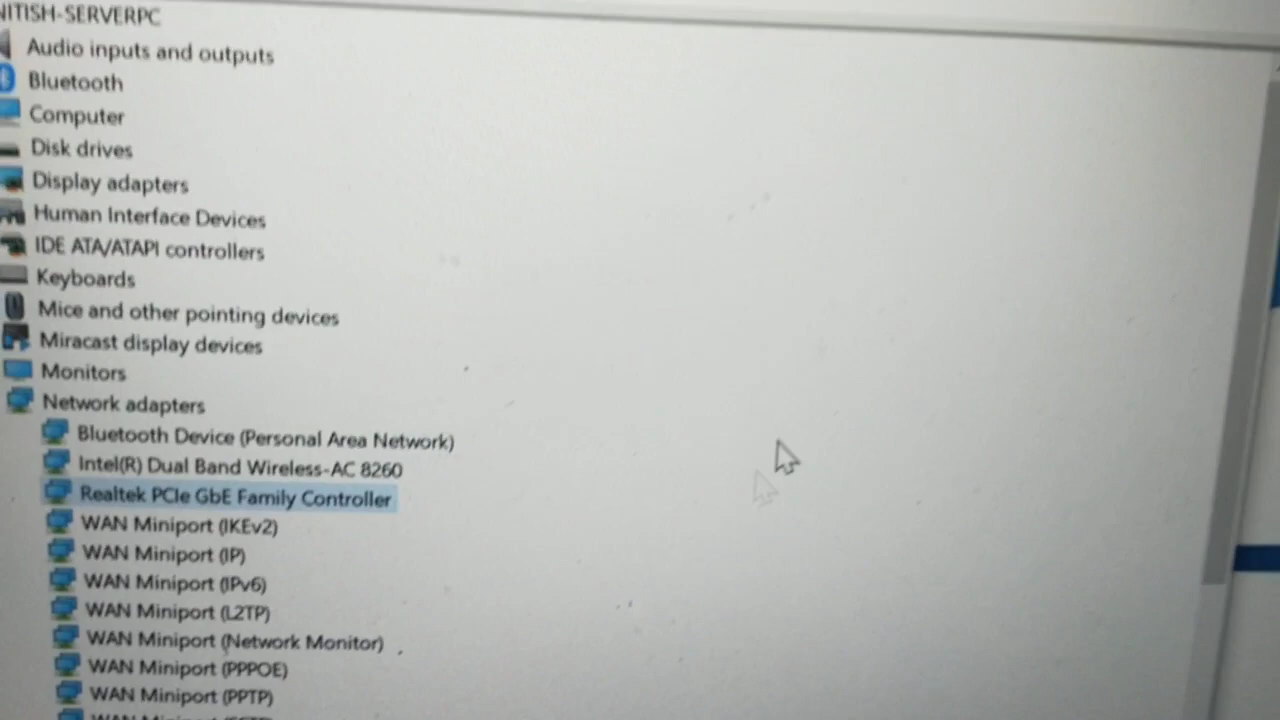 NITISH-SERVERPC
Audio inputs and outputs
Bluetooth
Computer
Disk drives
Display adapters
Human Interface Devices
IDE ATA/ATAPI controllers
Keyboards
Mice and other pointing devices
Miracast display devices
Monitors
Network adapters
Bluetooth Device (Personal Area Network)
Intel(R) Dual Band Wireless-AC 8260
Realtek PCIe GbE Family Controller
WAN Miniport (IKEv2)
WAN Miniport (IP)
WAN Miniport (IPv6)
WAN Miniport (L2TP)
WAN Miniport (Network Monitor)
WAN Miniport (PPPOE)
WAN Miniport (PPTP)